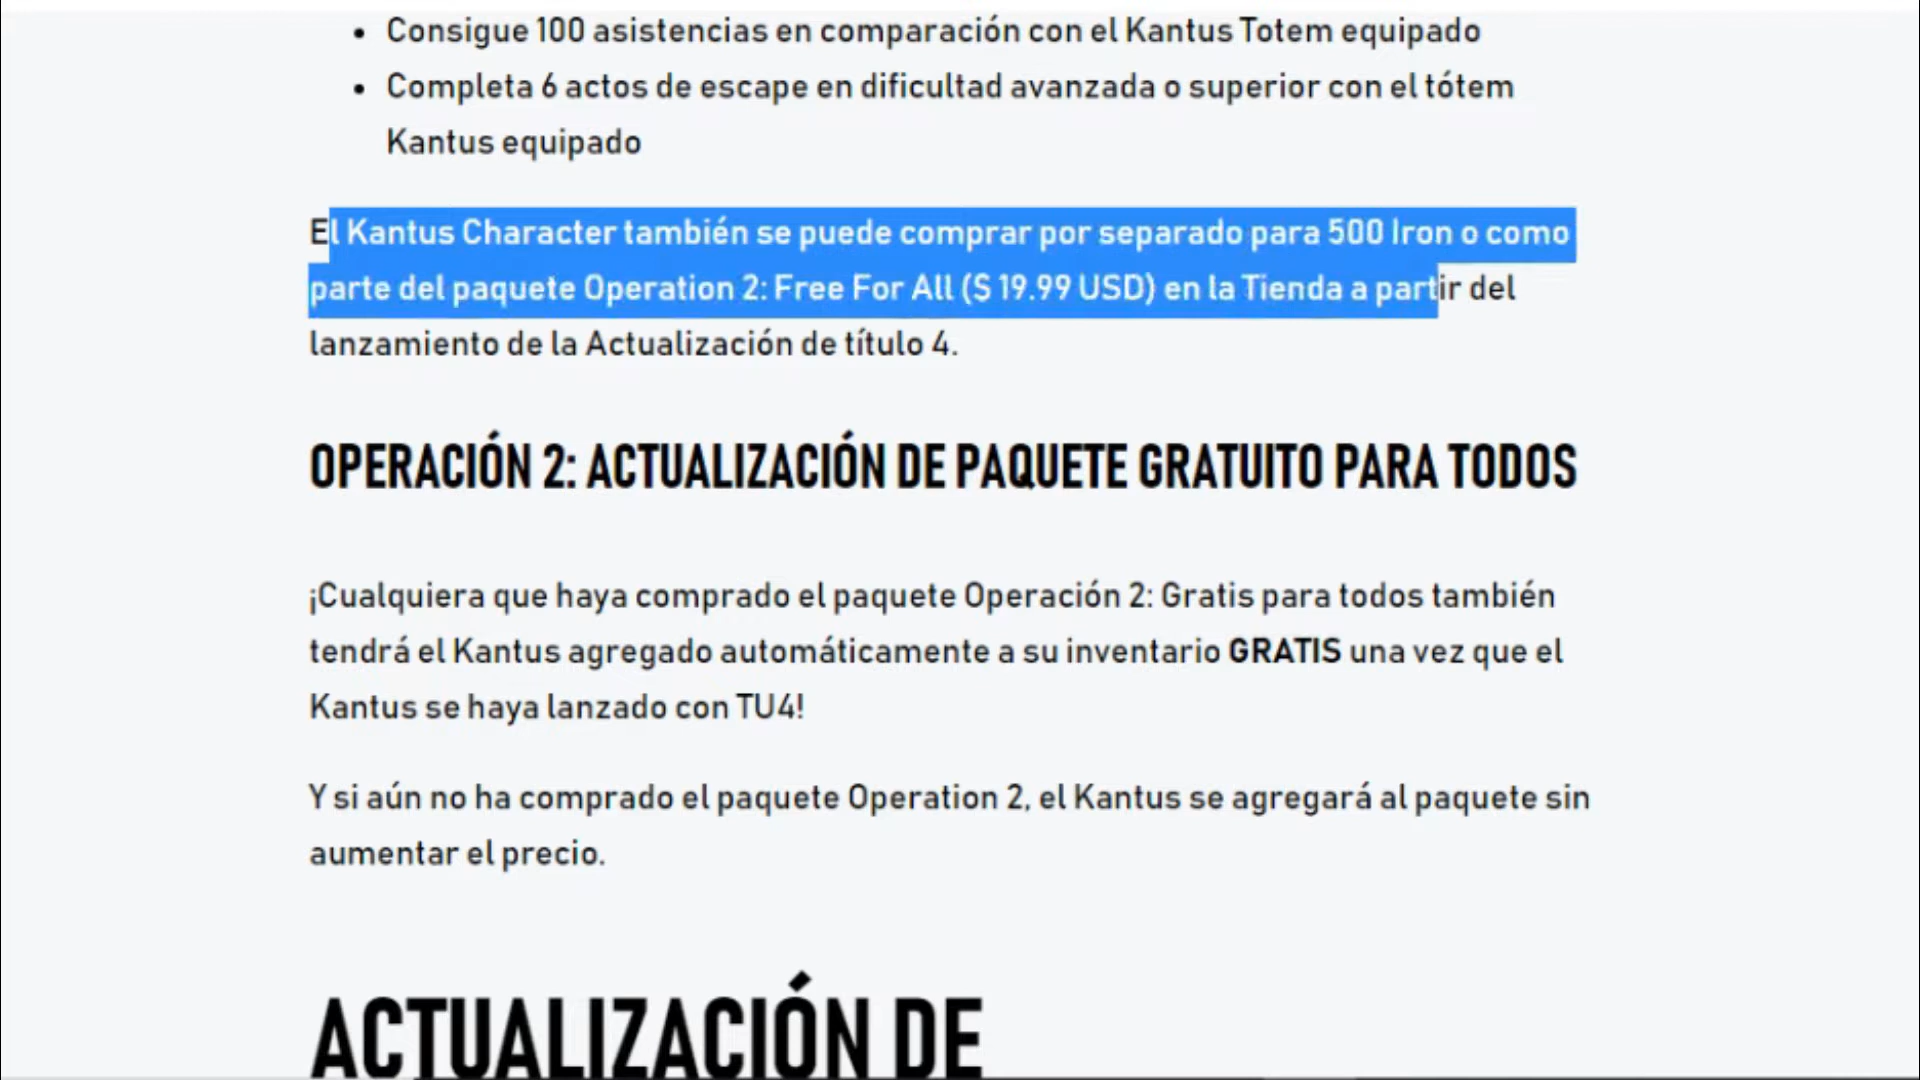 Consigue 100 asistencias en comparación con el Kantus Totem equipado
Completa 6 actos de escape en dificultad avanzada o superior con el tótem
Kantus equipado
El Kantus Character también se puede comprar por separado para 500 Iron o como
parte del paquete Operation 2: Free For All ($ 19.99 USD) en la Tienda a partir del
lanzamiento de la Actualización de título 4.
OPERACIÓN 2: ACTUALIZACIÓN DE PAQUETE GRATUITO PARA TODOS
¡Cualquiera que haya comprado el paquete Operación 2: Gratis para todos también
tendrá el Kantus agregado automáticamente a su inventario GRATIS una vez que el
Kantus se haya lanzado con TU4!
Y si aún no ha comprado el paquete Operation 2, el Kantus se agregará al paquete sin
aumentar el precio.
ACTUALIZACIÓN DE